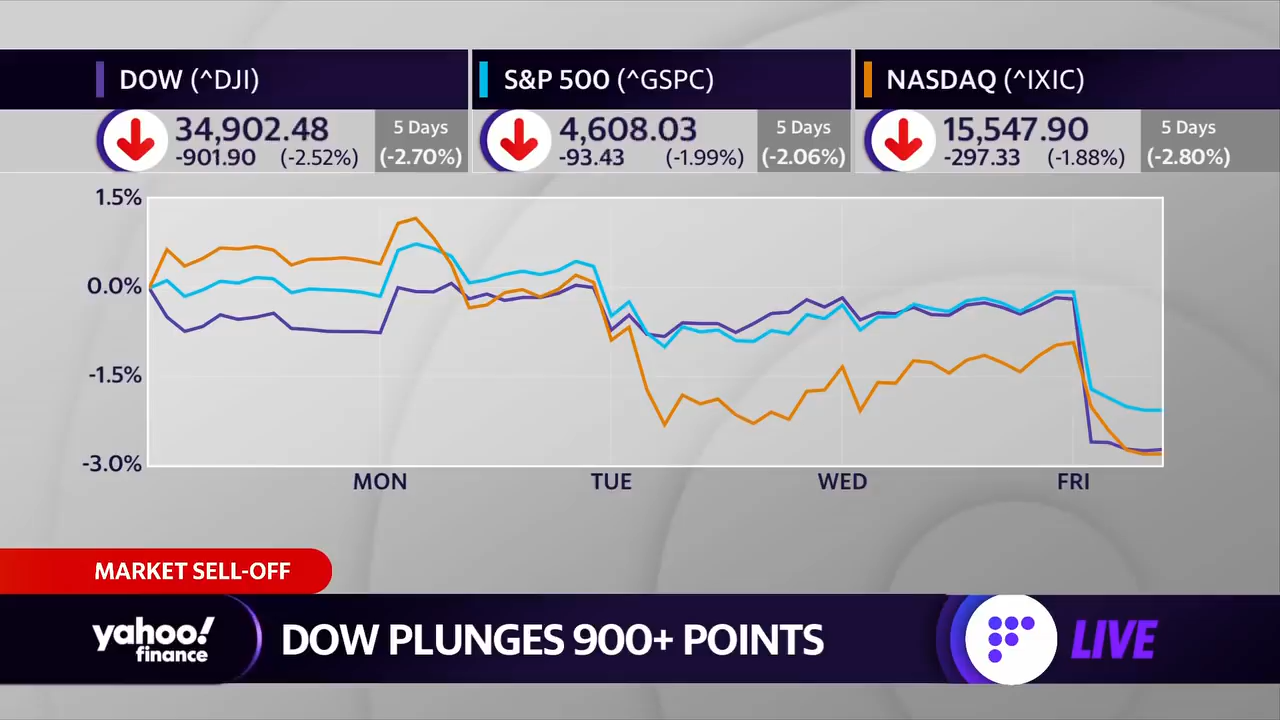 DOW (^DJI)
34,902.48
-901.90 (-2.52%)
5 Days
(-2.70%)
S&P 500 (^GSPC)
4,608.03
-93.43 (-1.99%)
5 Days
(-2.06%)
NASDAQ (^IXIC)
15,547.90
-297.33 (-1.88%)
5 Days
(-2.80%)
1.5%
0.0%
-1.5%
-3.0%
MON TUE WED FRI
MARKET SELL-OFF
yahoo!
finance
DOW PLUNGES 900+ POINTS
LIVE